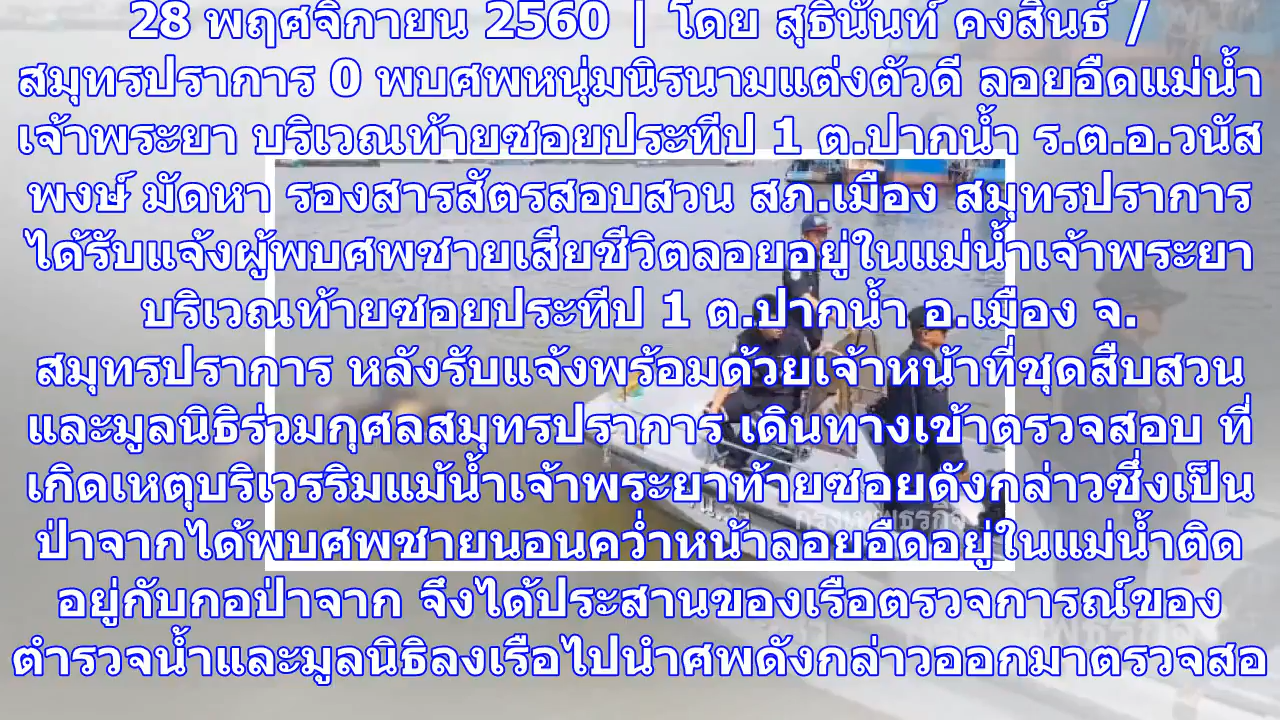 28 พฤศจิกายน 2560 | โดย สุธินันท์ คงสินธ์ /
สมุทรปราการ 0 พบศพหนุ่มนิรนามแต่งตัวดี ลอยอืดแม่น้ำ
เจ้าพระยา บริเวณท้ายซอยประทีป 1 ต.ปากน้ำ ร.ต.อ.วนัส
พงษ์ มัดหา รองสารสัตรสอบสวน สภ.เมือง สมุทรปราการ
ได้รับแจ้งผู้พบศพชายเสียชีวิตลอยอยู่ในแม่น้ำเจ้าพระยา
บริเวณท้ายซอยประทีป 1 ต.ปากน้ำ อ.เมือง จ.
สมุทรปราการ หลังรับแจ้งพร้อมด้วยเจ้าหน้าที่ชุดสืบสวน
และมูลนิธิร่วมกุศลสมุทรปราการ เดินทางเข้าตรวจสอบ ที่
เกิดเหตุบริเวรริมแม้น้ำเจ้าพระยาท้ายซอยดังกล่าวซึ่งเป็น
ป่าจากได้พบศพชายนอนคว่ำหน้าลอยอืดอยู่ในแม่น้ำติด
อยู่กับกอป่าจาก จึงได้ประสานของเรือตรวจการณ์ของ
ตำรวจน้ำและมูลนิธิลงเรือไปนำศพดังกล่าวออกมาตรวจสอ
กรุงเทพธุรกิจ